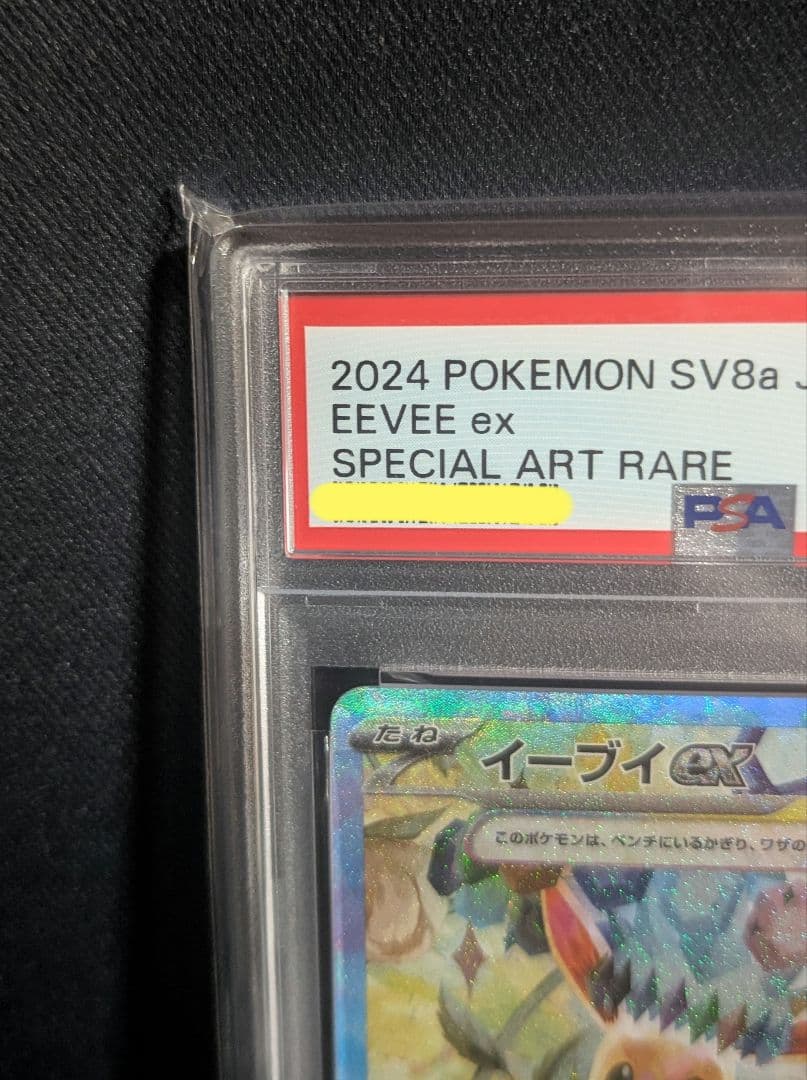 2024 POKEMON SV8a
EEVEE ex
SPECIAL ART RARE
PSA
たね
イーブイex
このポケモンは、ベンチにいるかぎり、ワザの